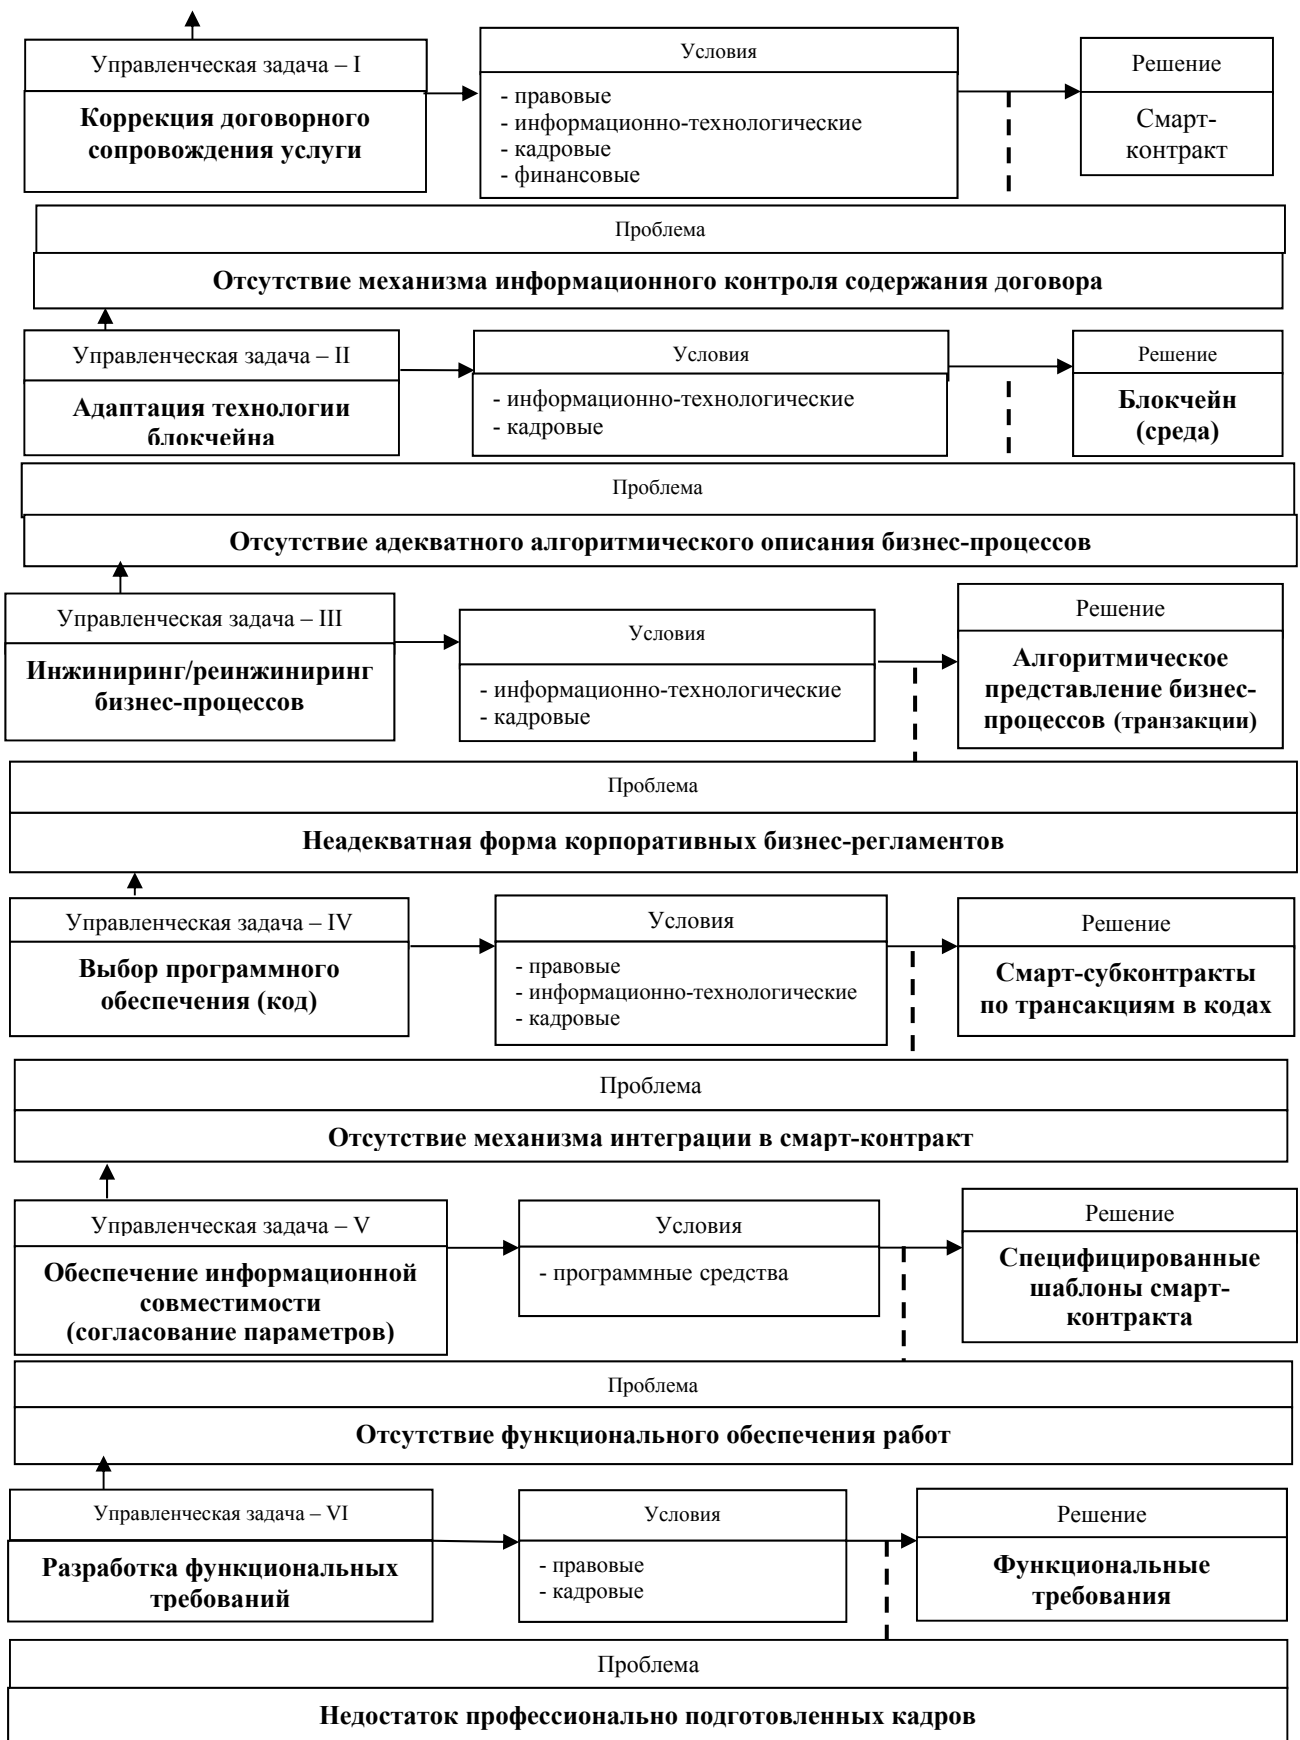 Управленческая задача – I
Коррекция договорного
сопровождения услуги
Условия
- правовые
- информационно-технологические
- кадровые
- финансовые
Решение
Смарт-
контракт
Проблема
Отсутствие механизма информационного контроля содержания договора
Управленческая задача – II
Адаптация технологии
блокчейна
Условия
- информационно-технологические
- кадровые
Решение
Блокчейн
(среда)
Проблема
Отсутствие адекватного алгоритмического описания бизнес-процессов
Управленческая задача – III
Инжиниринг/реинжиниринг
бизнес-процессов
Условия
- информационно-технологические
- кадровые
Решение
Алгоритмическое
представление бизнес-
процессов (транзакции)
Проблема
Неадекватная форма корпоративных бизнес-регламентов
Управленческая задача – IV
Выбор программного
обеспечения (код)
Условия
- правовые
- информационно-технологические
- кадровые
Решение
Смарт-субконтракты
по трансакциям в кодах
Проблема
Отсутствие механизма интеграции в смарт-контракт
Управленческая задача – V
Обеспечение информационной
совместимости
(согласование параметров)
Условия
- программные средства
Решение
Специфицированные
шаблоны смарт-
контракта
Проблема
Отсутствие функционального обеспечения работ
Управленческая задача – VI
Разработка функциональных
требований
Условия
- правовые
- кадровые
Решение
Функциональные
требования
Проблема
Недостаток профессионально подготовленных кадров